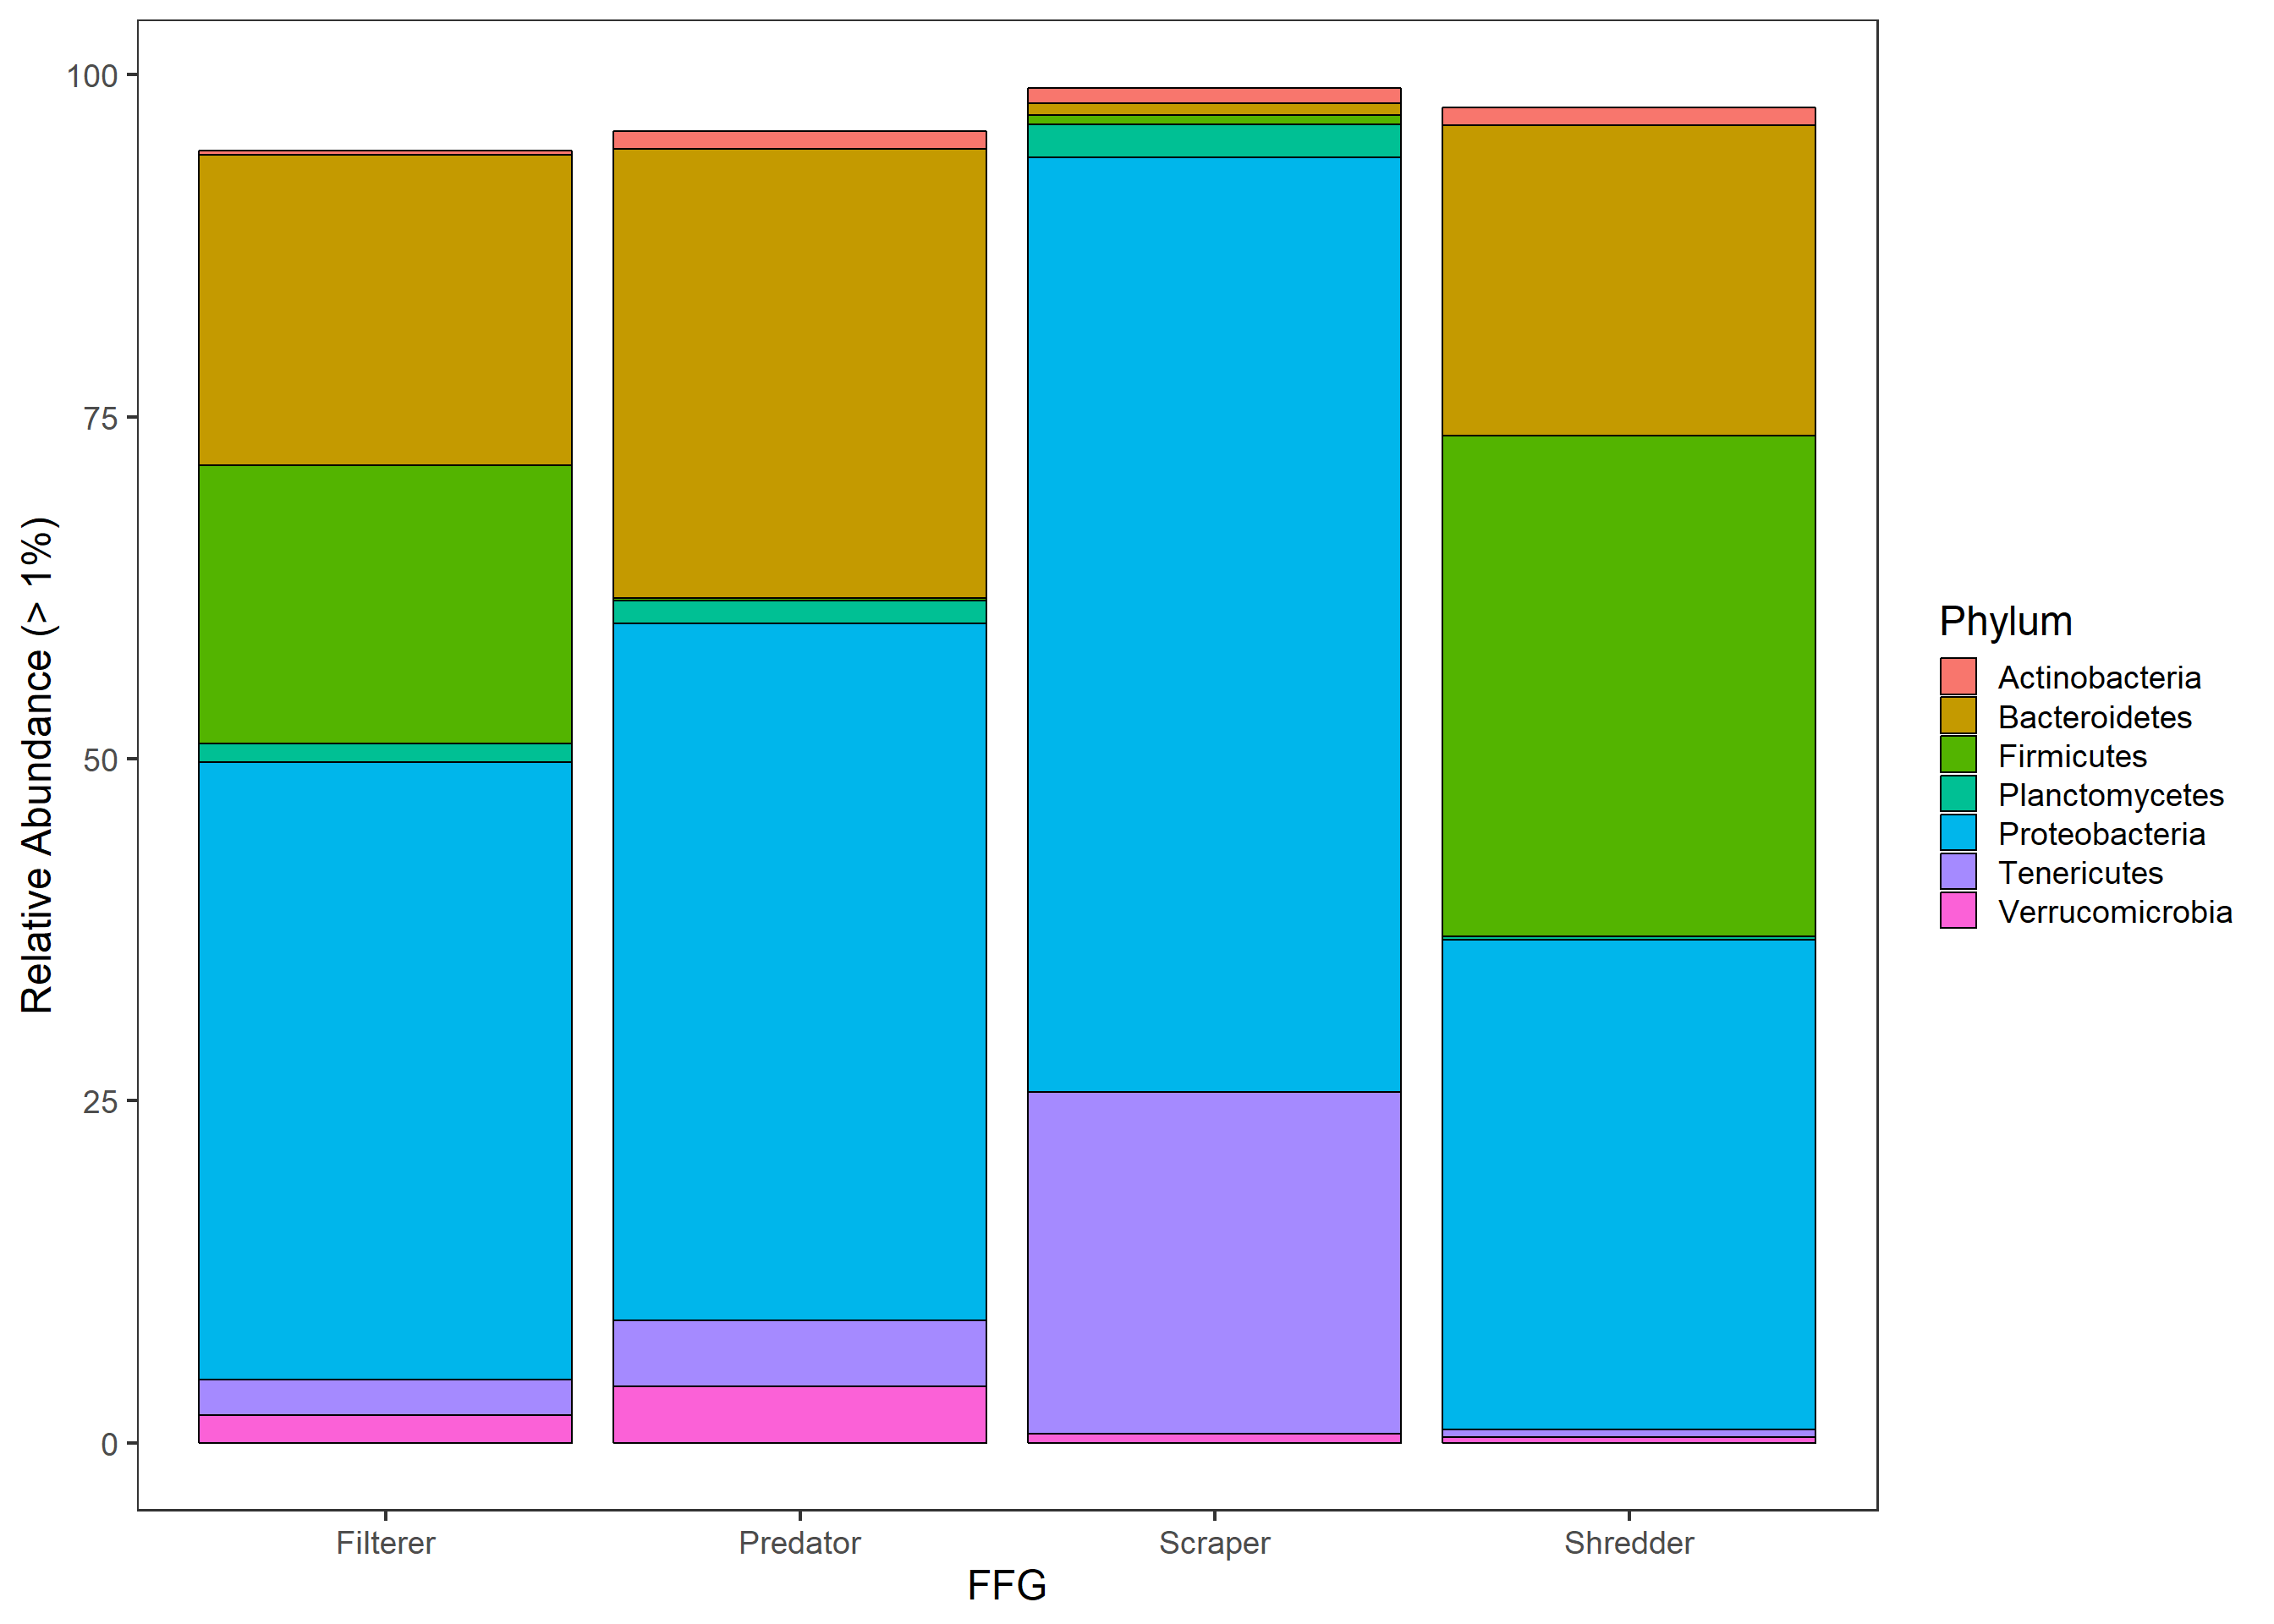 Relative Abundance (> 1%)
100
75
50
25
0
Filterer
Predator
Scraper
Shredder
FFG
Phylum
Actinobacteria
Bacteroidetes
Firmicutes
Planctomycetes
Proteobacteria
Tenericutes
Verrucomicrobia